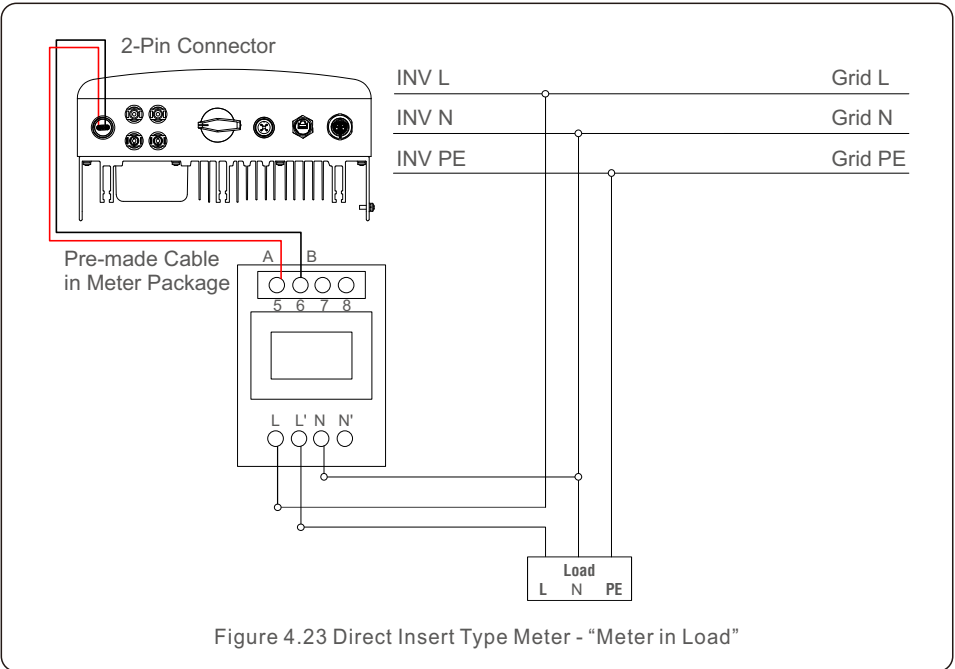 2-Pin Connector
INV L Grid L
INV N Grid N
INV PE Grid PE
Pre-made Cable
in Meter Package
A B
5 6 7 8
L L' N N'
Load
L N PE
Figure 4.23 Direct Insert Type Meter - “Meter in Load”